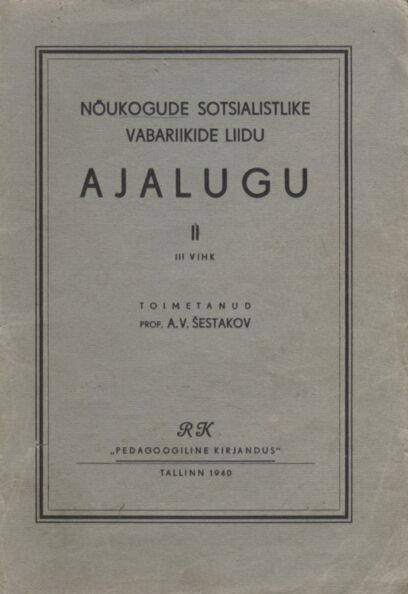 NÕUKOGUDE SOTSIALISTLIKE
VABARIIKIDE LIIDU
AJALUGU
II
III VIHK
TOIMETANUD
PROF. A. V. ŠESTAKOV
RK
„PEDAGOOGILINE KIRJANDUS"
TALLINN 1940